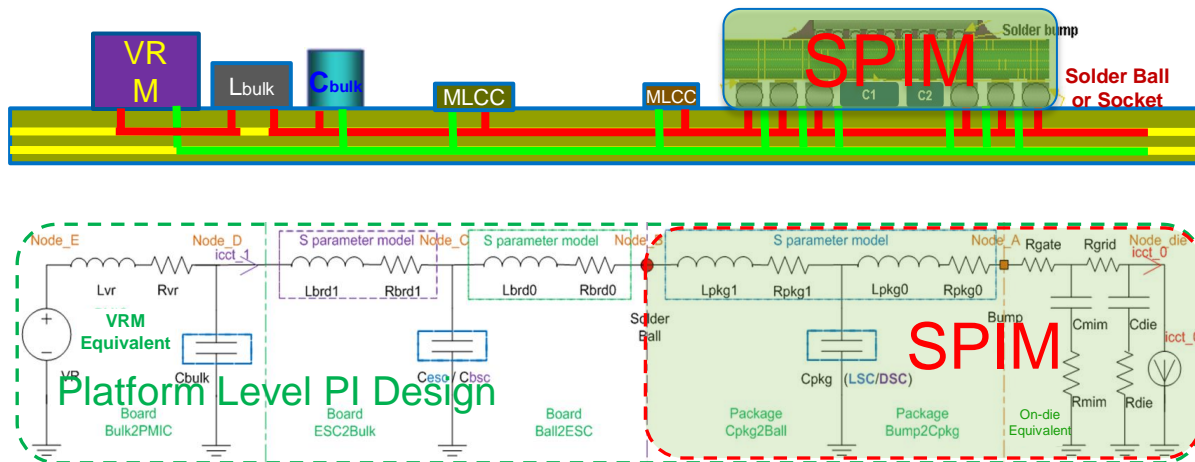 VR
M
Lbulk
Cbulk
MLCC
MLCC
Solder bump
SPIM
C1
C2
Solder Ball
or Socket
Node_E
Node_D
S parameter model
Node_C
S parameter model
S parameter model
Node_A
Rgate
Rgrid
Node_die
icct_1
icct_0
Lvr
Rvr
Lbrd1
Rbrd1
Lbrd0
Rbrd0
Lpkg1
Rpkg1
Lpkg0
Rpkg0
VRM
Equivalent
Solder
Ball
Bump
Cmim
Cdie
SPIM
VR
Cbulk
Cesc / Cbsc
Cpkg (LSC/DSC)
Rmim
Rdie
Platform Level PI Design
Board
Bulk2PMIC
Board
ESC2Bulk
Board
Ball2ESC
Package
Cpkg2Ball
Package
Bump2Cpkg
On-die
Equivalent